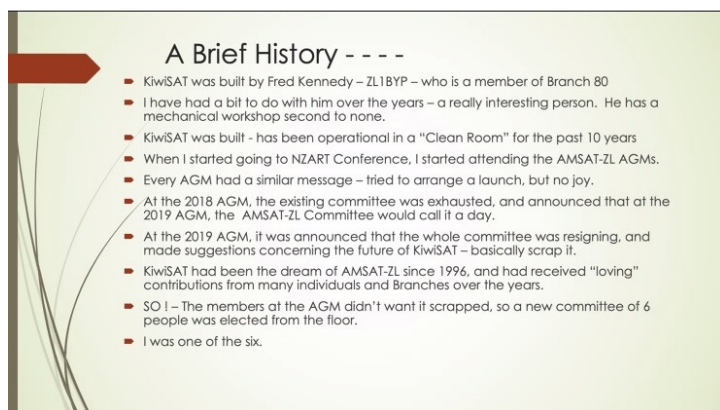 A Brief History - - - -
KiwiSAT was built by Fred Kennedy – ZL1BYP – who is a member of Branch 80
I have had a bit to do with him over the years – a really interesting person. He has a
mechanical workshop second to none.
KiwiSAT was built - has been operational in a “Clean Room” for the past 10 years
When I started going to NZART Conference, I started attending the AMSAT-ZL AGMs.
Every AGM had a similar message – tried to arrange a launch, but no joy.
At the 2018 AGM, the existing committee was exhausted, and announced that at the
2019 AGM, the AMSAT-ZL Committee would call it a day.
At the 2019 AGM, it was announced that the whole committee was resigning, and
made suggestions concerning the future of KiwiSAT – basically scrap it.
KiwiSAT had been the dream of AMSAT-ZL since 1996, and had received “loving”
contributions from many individuals and Branches over the years.
SO ! – The members at the AGM didn’t want it scrapped, so a new committee of 6
people was elected from the floor.
I was one of the six.